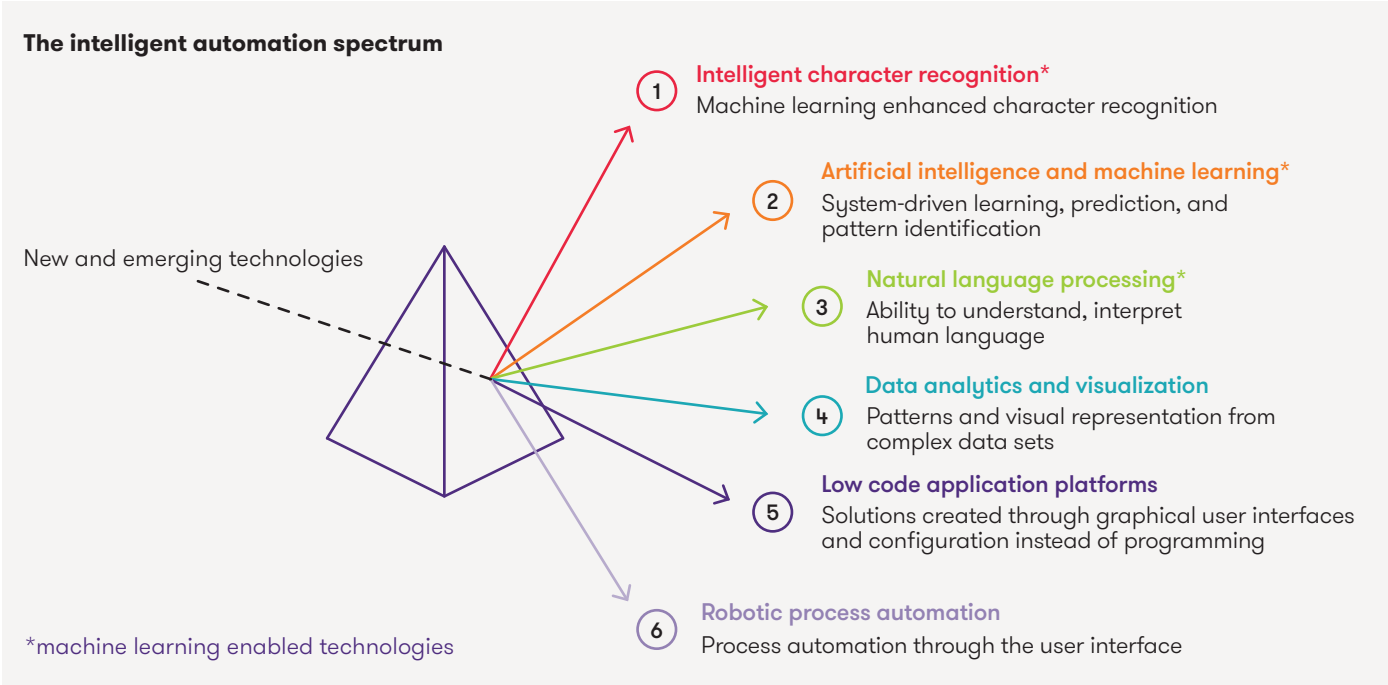 The intelligent automation spectrum
1
Intelligent character recognition*
Machine learning enhanced character recognition
2
Artificial intelligence and machine learning*
System-driven learning, prediction, and
pattern identification
New and emerging technologies
3
Natural language processing*
Ability to understand, interpret
human language
4
Data analytics and visualization
Patterns and visual representation from
complex data sets
5
Low code application platforms
Solutions created through graphical user interfaces
and configuration instead of programming
6
Robotic process automation
Process automation through the user interface
*machine learning enabled technologies